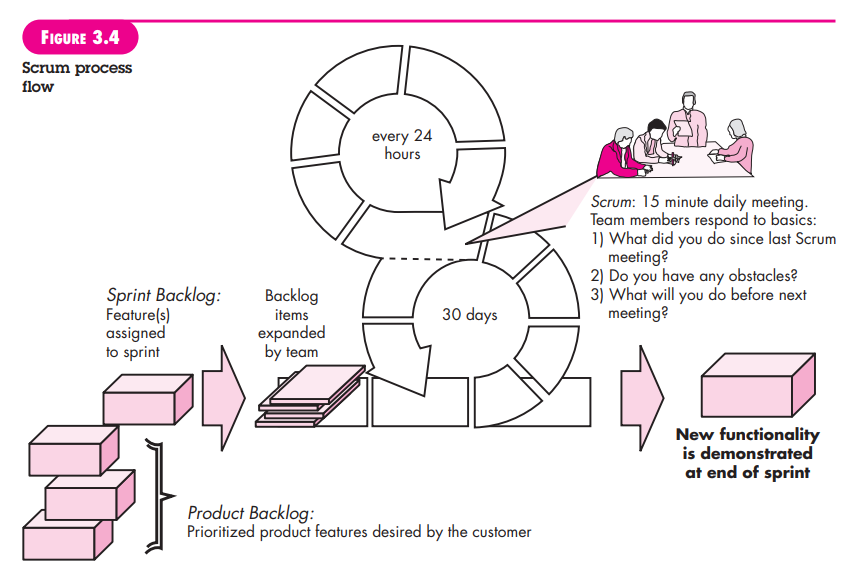 FIGURE 3.4
Scrum process
flow
every 24
hours
Scrum: 15 minute daily meeting.
Team members respond to basics:
1) What did you do since last Scrum
meeting?
2) Do you have any obstacles?
3) What will you do before next
meeting?
30 days
Sprint Backlog:
Feature(s)
assigned
to sprint
Backlog
items
expanded
by team
New functionality
is demonstrated
at end of sprint
Product Backlog:
Prioritized product features desired by the customer